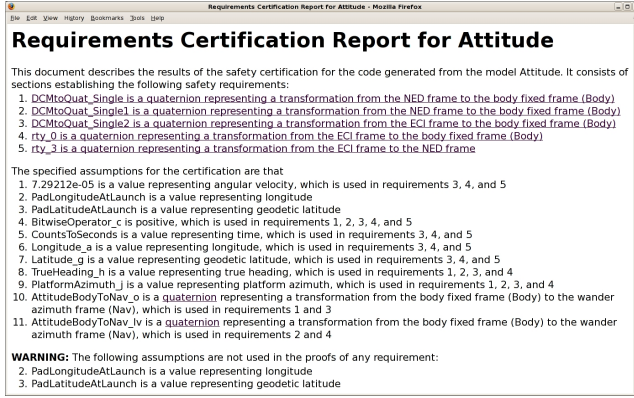 Requirements Certification Report for Attitude - Mozilla Firefox
File Edit View History Bookmarks Tools Help
Requirements Certification Report for Attitude
This document describes the results of the safety certification for the code generated from the model Attitude. It consists of
sections establishing the following safety requirements:
1. DCMtoQuat_Single is a quaternion representing a transformation from the NED frame to the body fixed frame (Body)
2. DCMtoQuat_Single1 is a quaternion representing a transformation from the NED frame to the body fixed frame (Body)
3. DCMtoQuat_Single2 is a quaternion representing a transformation from the ECI frame to the body fixed frame (Body)
4. rty_0 is a quaternion representing a transformation from the ECI frame to the body fixed frame (Body)
5. rty_3 is a quaternion representing a transformation from the ECI frame to the NED frame
The specified assumptions for the certification are that
1. 7.29212e-05 is a value representing angular velocity, which is used in requirements 3, 4, and 5
2. PadLongitudeAtLaunch is a value representing longitude
3. PadLatitudeAtLaunch is a value representing geodetic latitude
4. BitwiseOperator_c is positive, which is used in requirements 1, 2, 3, 4, and 5
5. CountsToSeconds is a value representing time, which is used in requirements 3, 4, and 5
6. Longitude_a is a value representing longitude, which is used in requirements 3, 4, and 5
7. Latitude_g is a value representing geodetic latitude, which is used in requirements 3, 4, and 5
8. TrueHeading_h is a value representing true heading, which is used in requirements 1, 2, 3, and 4
9. PlatformAzimuth_j is a value representing platform azimuth, which is used in requirements 1, 2, 3, and 4
10. AttitudeBodyToNav_o is a quaternion representing a transformation from the body fixed frame (Body) to the wander
azimuth frame (Nav), which is used in requirements 1 and 3
11. AttitudeBodyToNav_lv is a quaternion representing a transformation from the body fixed frame (Body) to the wander
azimuth frame (Nav), which is used in requirements 2 and 4
WARNING: The following assumptions are not used in the proofs of any requirement:
2. PadLongitudeAtLaunch is a value representing longitude
3. PadLatitudeAtLaunch is a value representing geodetic latitude